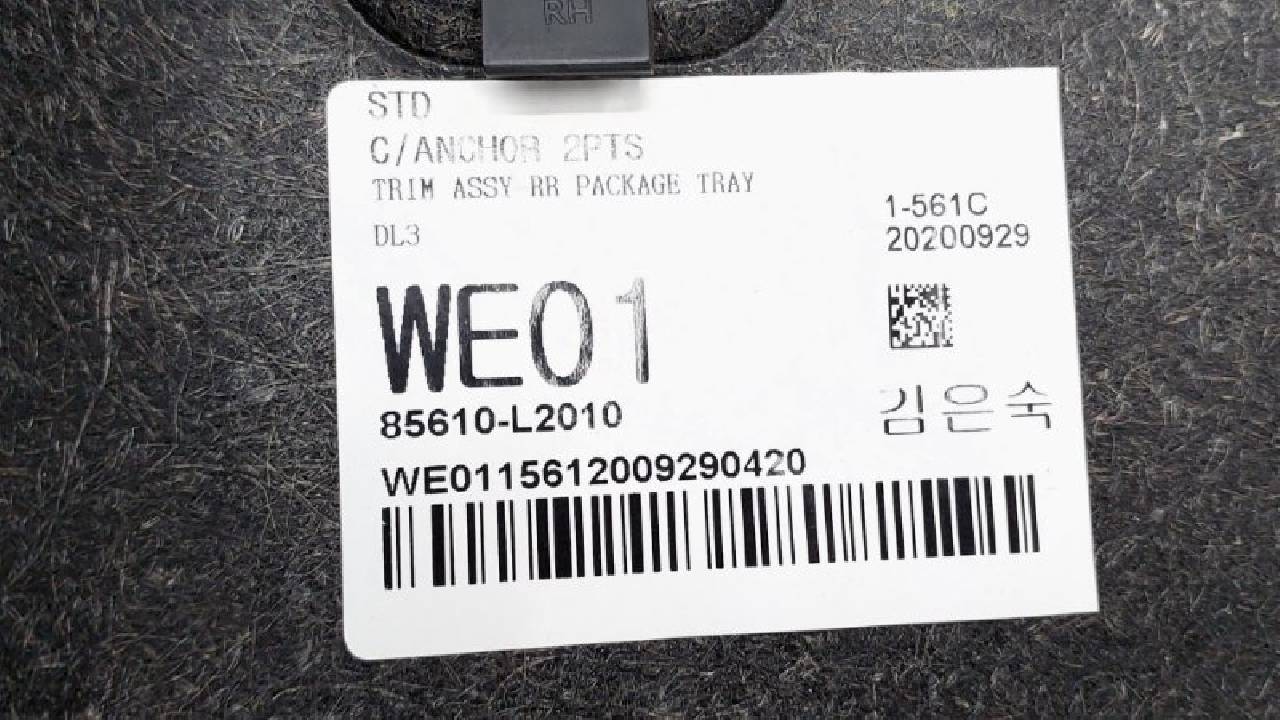 RH
STD
C/ANCHOR 2PTS
TRIM ASSY-RR PACKAGE TRAY
DL3
1-561C
20200929
WE01
85610-L2010
김은숙
WE0115612009290420